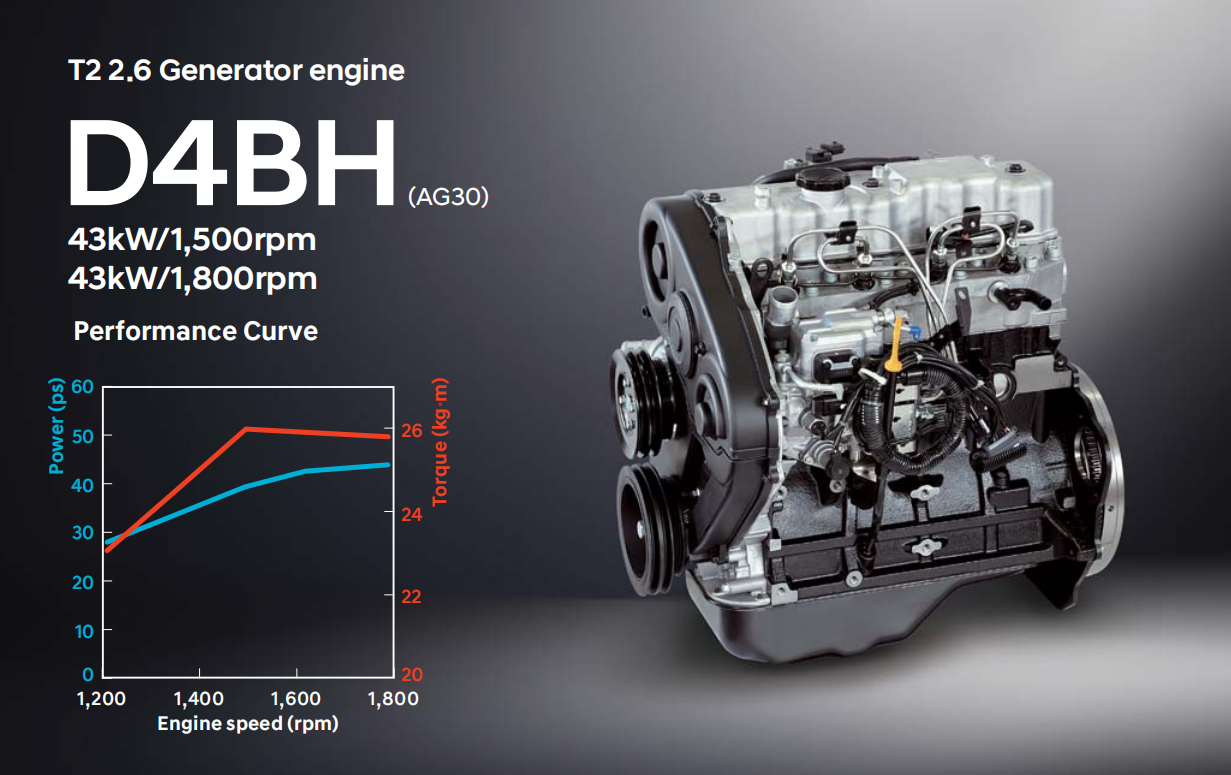 T2 2.6 Generator engine
D4BH (AG30)
43kW/1,500rpm
43kW/1,800rpm
Performance Curve
Power (ps)
60
50
40
30
20
10
0
Torque (kg·m)
26
24
22
20
1,200 1,400 1,600 1,800
Engine speed (rpm)